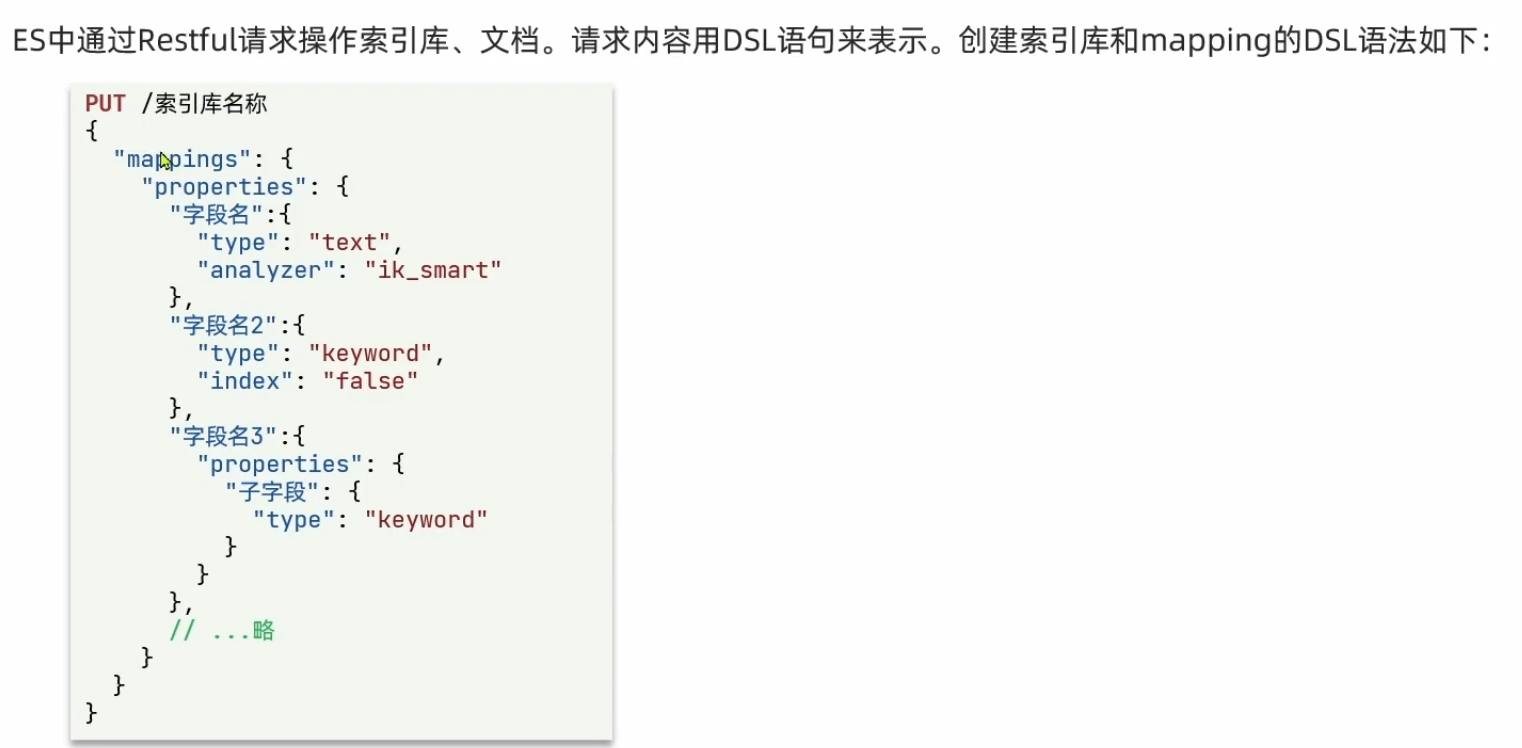 ES中通过Restful请求操作索引库、文档。请求内容用DSL语句来表示。创建索引库和mapping的DSL语法如下：
PUT /索引库名称
{
  "mappings": {
    "properties": {
      "字段名":{
        "type": "text",
        "analyzer": "ik_smart"
      },
      "字段名2":{
        "type": "keyword",
        "index": "false"
      },
      "字段名3":{
        "properties": {
          "子字段": {
            "type": "keyword"
          }
        }
      },
      // ...略
    }
  }
}